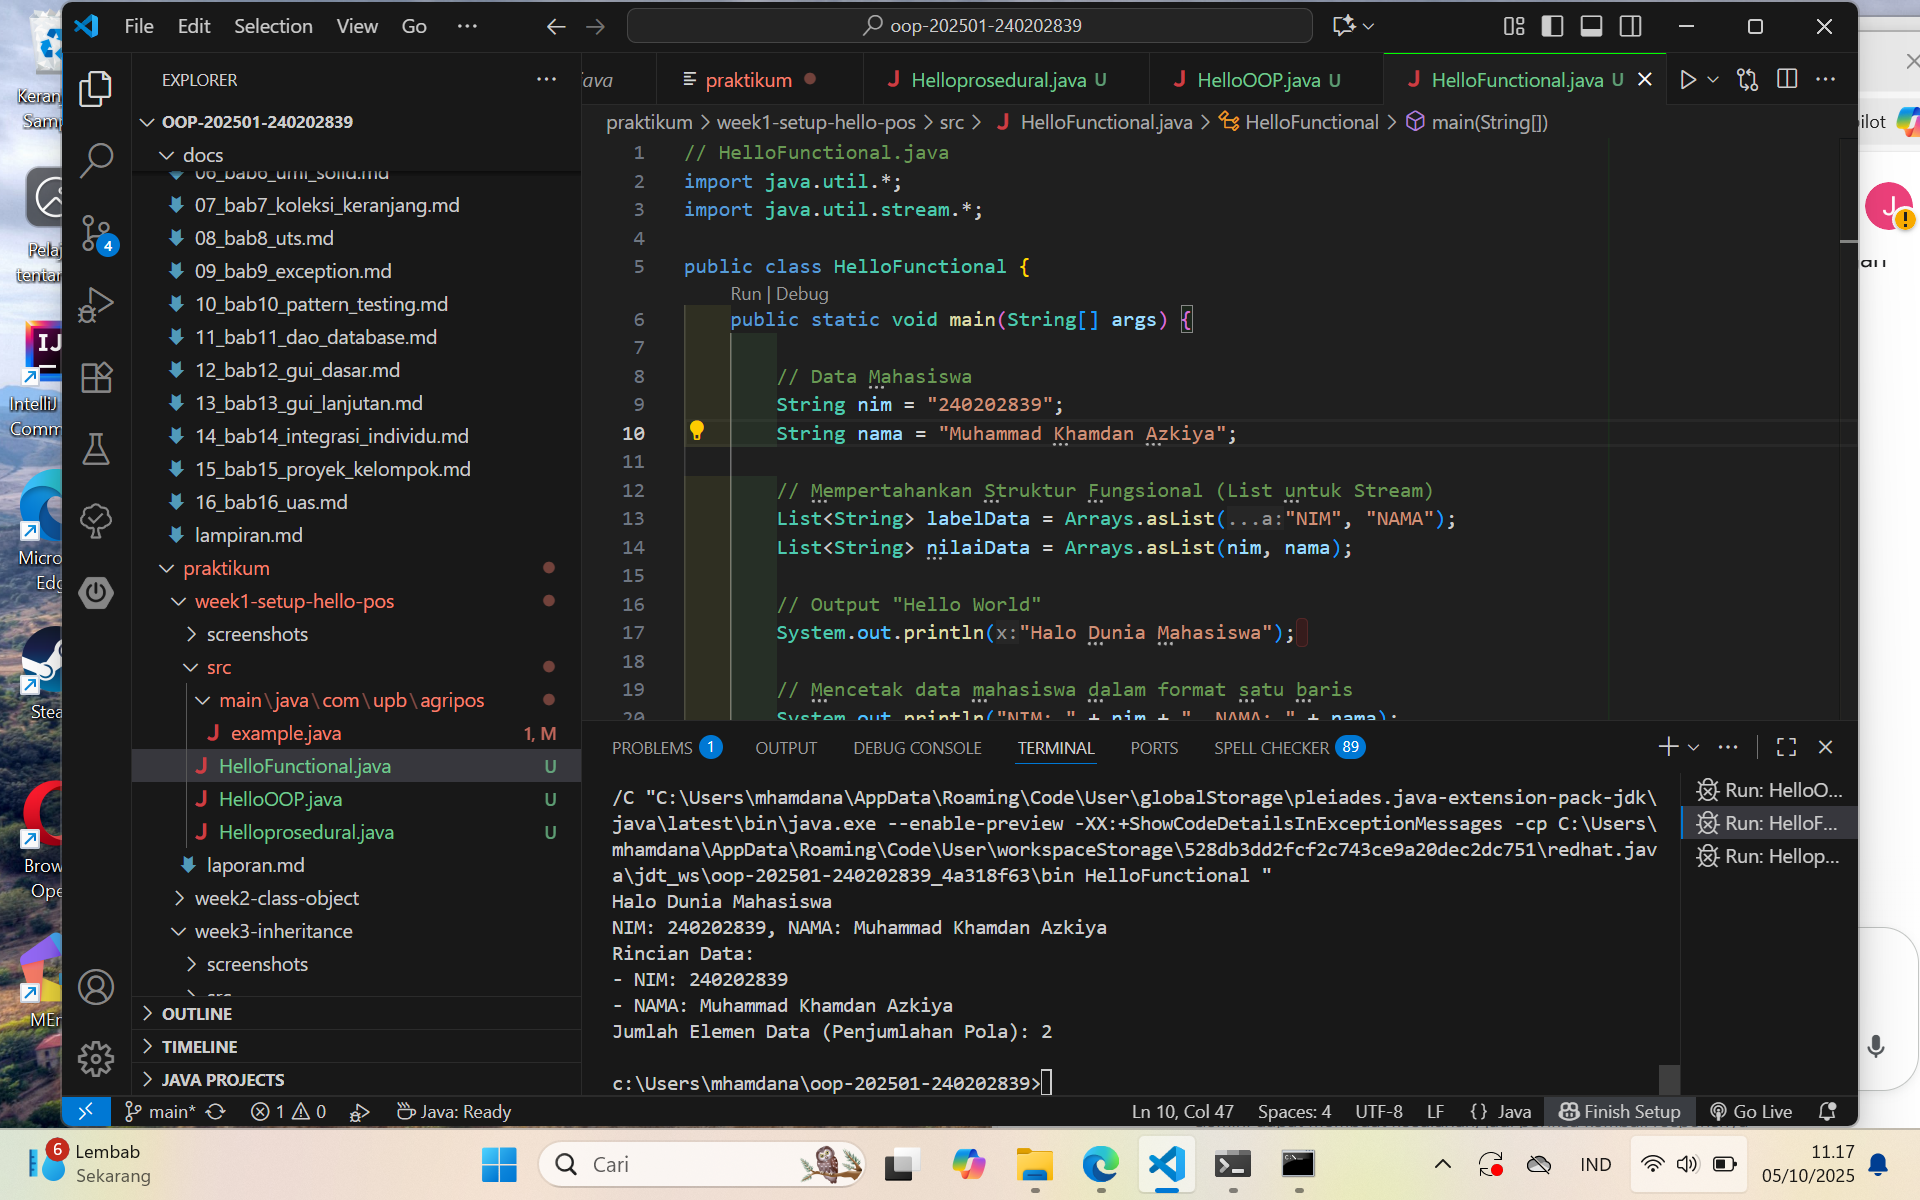 File Edit Selection View Go ···
oop-202501-240202839
EXPLORER
OOP-202501-240202839
docs
06_bab6_uml_solid.md
07_bab7_koleksi_keranjang.md
08_bab8_uts.md
09_bab9_exception.md
10_bab10_pattern_testing.md
11_bab11_dao_database.md
12_bab12_gui_dasar.md
13_bab13_gui_lanjutan.md
14_bab14_integrasi_individu.md
15_bab15_proyek_kelompok.md
16_bab16_uas.md
lampiran.md
praktikum
week1-setup-hello-pos
screenshots
src
main\java\com\upb\agripos
example.java 1, M
HelloFunctional.java U
HelloOOP.java U
Helloprosedural.java U
laporan.md
week2-class-object
week3-inheritance
screenshots
src
OUTLINE
TIMELINE
JAVA PROJECTS
praktikum
Helloprosedural.java U
HelloOOP.java U
HelloFunctional.java U
praktikum > week1-setup-hello-pos > src > HelloFunctional.java > HelloFunctional > main(String[])
1 // HelloFunctional.java
2 import java.util.*;
3 import java.util.stream.*;
4
5 public class HelloFunctional {
Run | Debug
6 public static void main(String[] args) {
7
8 // Data Mahasiswa
9 String nim = "240202839";
10 String nama = "Muhammad Khamdan Azkiya";
11
12 // Mempertahankan Struktur Fungsional (List untuk Stream)
13 List<String> labelData = Arrays.asList(...a:"NIM", "NAMA");
14 List<String> nilaiData = Arrays.asList(nim, nama);
15
16 // Output "Hello World"
17 System.out.println(x:"Halo Dunia Mahasiswa");
18
19 // Mencetak data mahasiswa dalam format satu baris
20 System.out.println("NIM: " + nim + ", NAMA: " + nama);
PROBLEMS 1 OUTPUT DEBUG CONSOLE TERMINAL PORTS SPELL CHECKER 89
/C "C:\Users\mhamdana\AppData\Roaming\Code\User\globalStorage\pleiades.java-extension-pack-jdk\
java\latest\bin\java.exe --enable-preview -XX:+ShowCodeDetailsInExceptionMessages -cp C:\Users\
mhamdana\AppData\Roaming\Code\User\workspaceStorage\528db3dd2fcf2c743ce9a20dec2dc751\redhat.jav
a\jdt_ws\oop-202501-240202839_4a318f63\bin HelloFunctional "
Halo Dunia Mahasiswa
NIM: 240202839, NAMA: Muhammad Khamdan Azkiya
Rincian Data:
- NIM: 240202839
- NAMA: Muhammad Khamdan Azkiya
Jumlah Elemen Data (Penjumlahan Pola): 2
c:\Users\mhamdana\oop-202501-240202839>
Run: HelloO...
Run: HelloF...
Run: Hellop...
4
main* 1 0 Java: Ready
Ln 10, Col 47 Spaces: 4 UTF-8 LF {} Java Finish Setup Go Live
IJ
Steam
J
6
Lembab
Sekarang
Cari
IND
11.17
05/10/2025